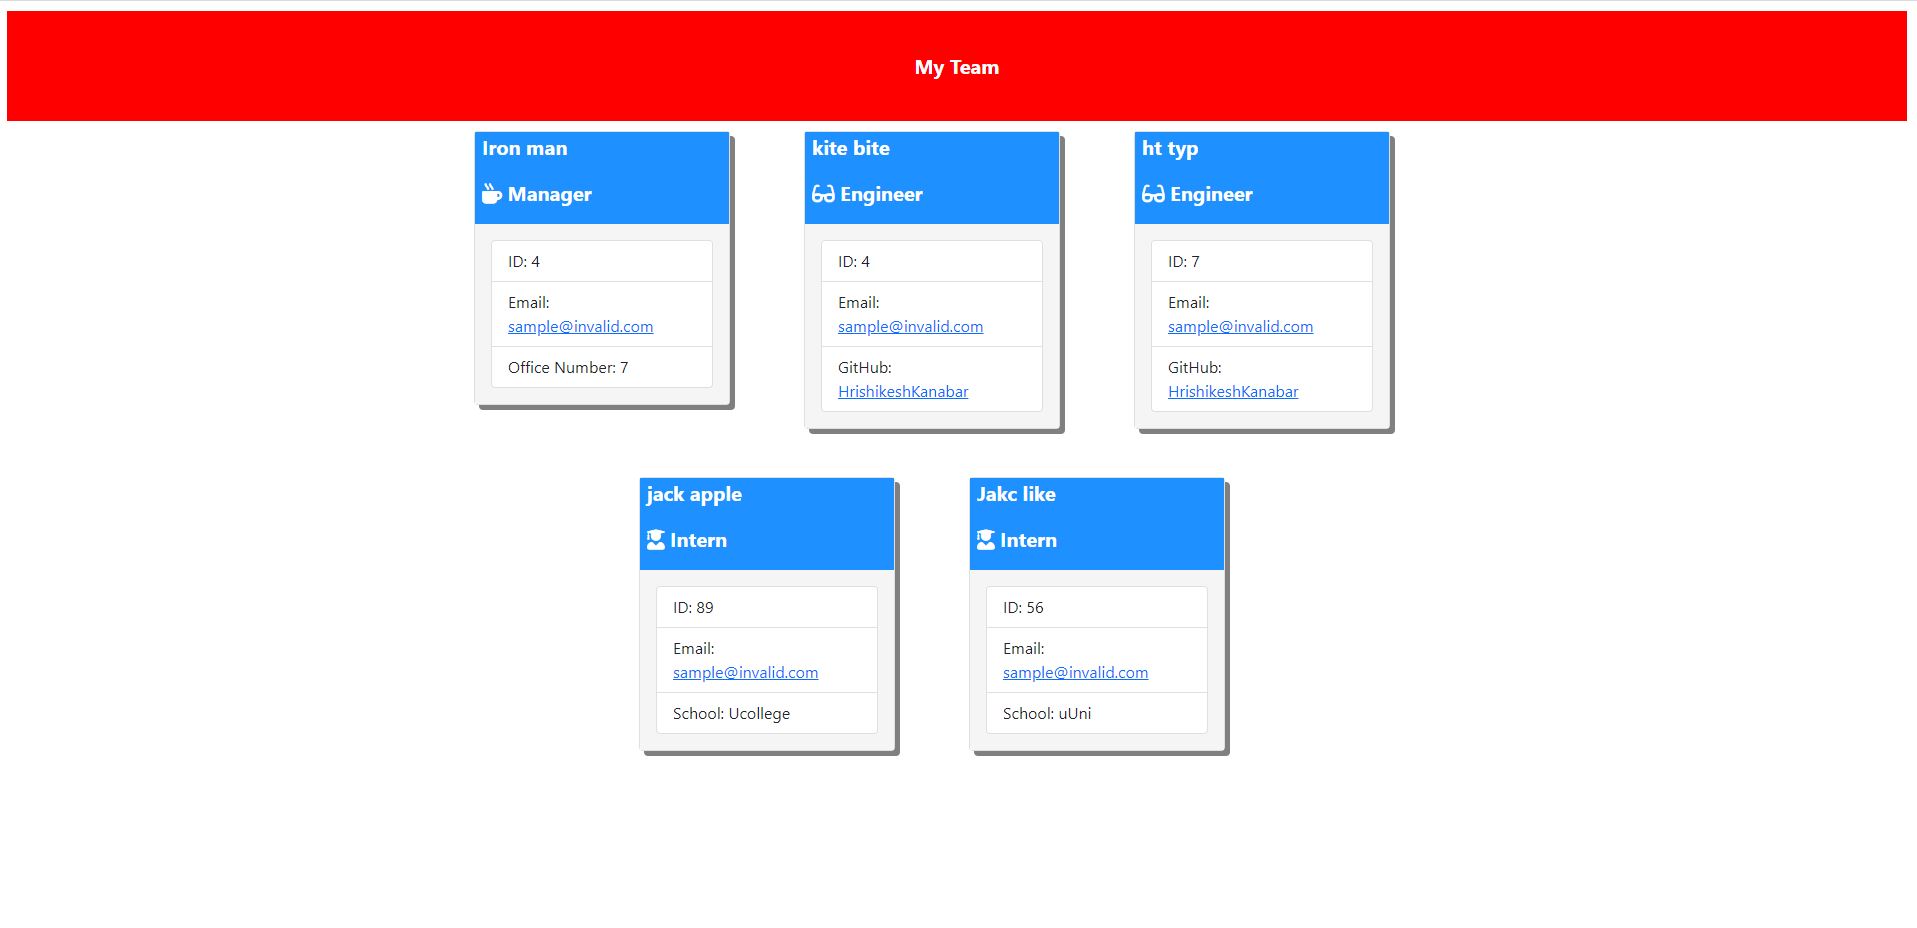 My Team
Iron man
Manager
ID: 4
Email:
sample@invalid.com
Office Number: 7
kite bite
Engineer
ID: 4
Email:
sample@invalid.com
GitHub:
HrishikeshKanabar
ht typ
Engineer
ID: 7
Email:
sample@invalid.com
GitHub:
HrishikeshKanabar
jack apple
Intern
ID: 89
Email:
sample@invalid.com
School: Ucollege
Jakc like
Intern
ID: 56
Email:
sample@invalid.com
School: uUni